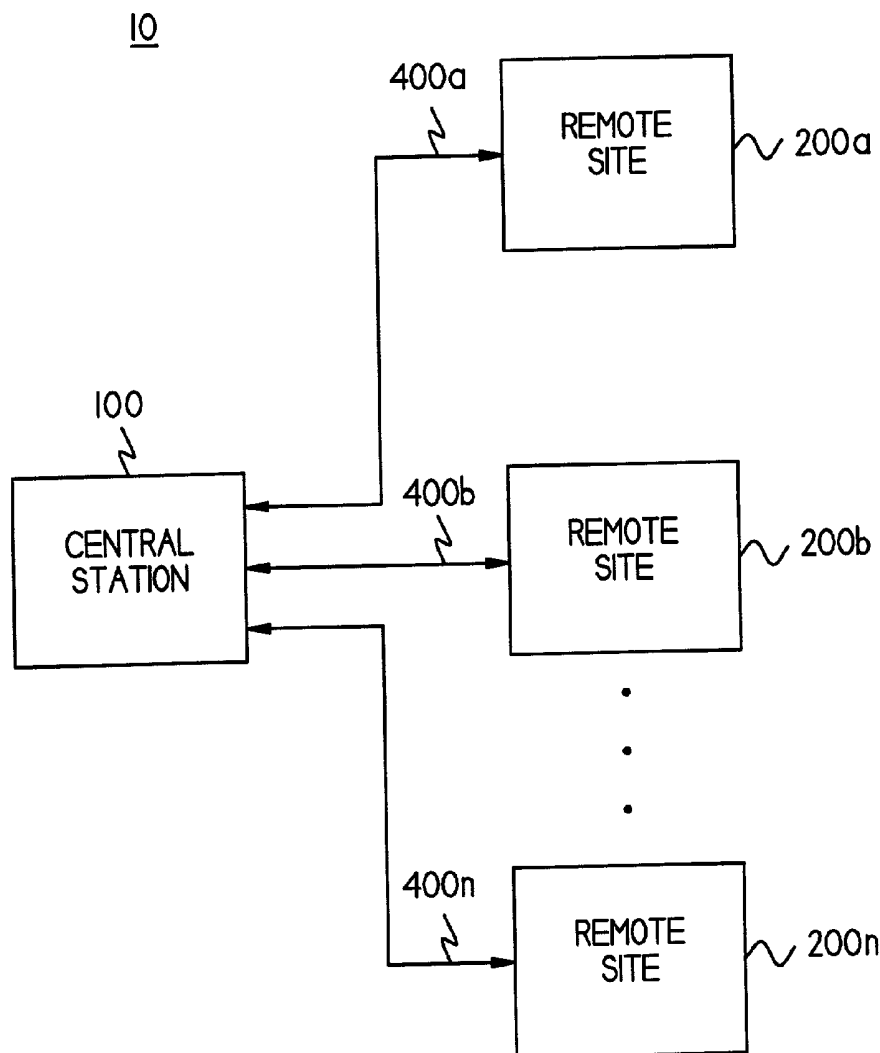 10
400a
REMOTE
SITE
200a
100
CENTRAL
STATION
400b
REMOTE
SITE
200b
400n
REMOTE
SITE
200n